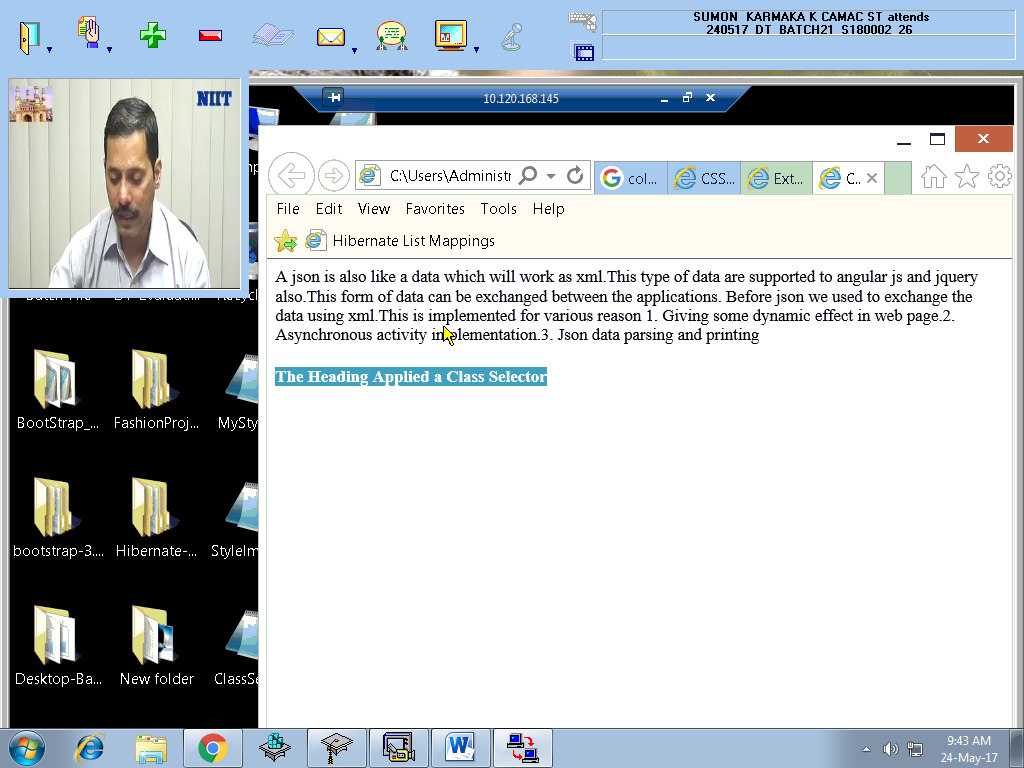 SUMON KARMAKA K CAMAC ST attends
240517_DT_BATCH21_S180002_26
NIIT
10.120.168.145
C:\Users\Administr
col...
CSS...
Ext...
C..
File Edit View Favorites Tools Help
Hibernate List Mappings
A json is also like a data which will work as xml.This type of data are supported to angular js and jquery
also.This form of data can be exchanged between the applications. Before json we used to exchange the
data using xml.This is implemented for various reason 1. Giving some dynamic effect in web page.2.
Asynchronous activity implementation.3. Json data parsing and printing
The Heading Applied a Class Selector
BootStrap_...
FashionProj...
MySty
bootstrap-3....
Hibernate-...
StyleIm
Desktop-Ba...
New folder
ClassSe
9:43 AM
24-May-17